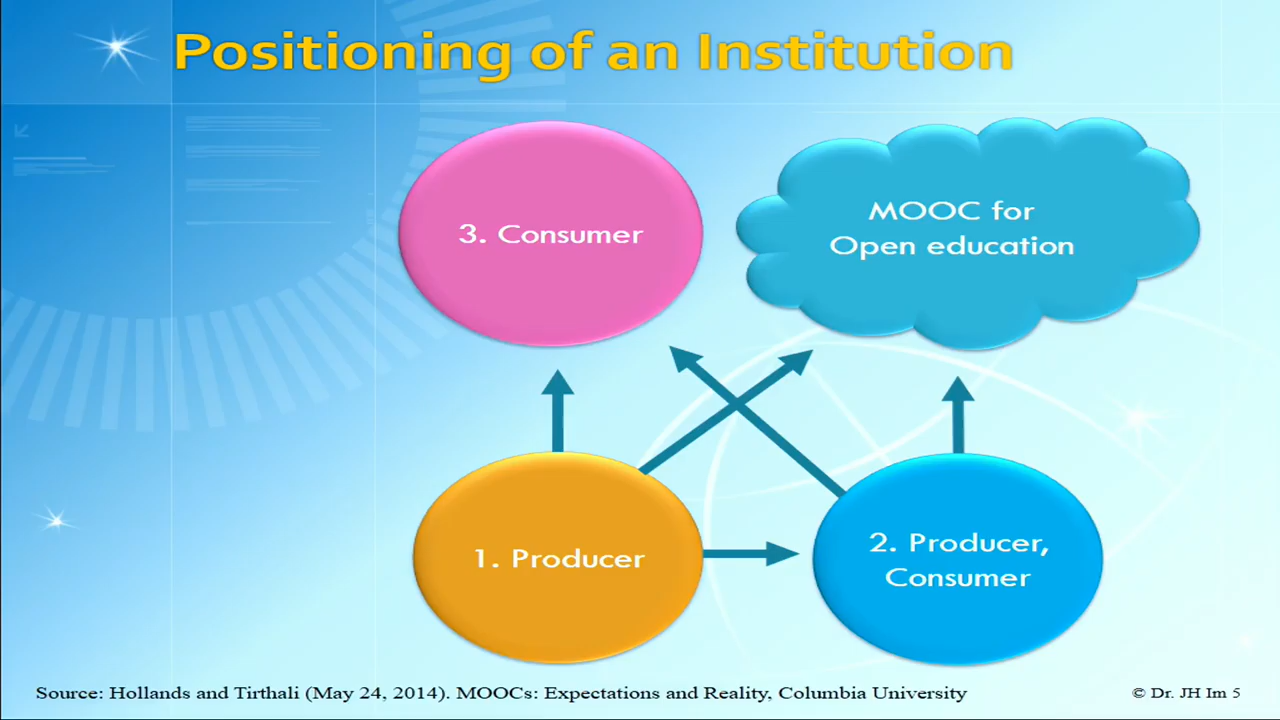 Positioning of an Institution
3. Consumer
MOOC for
Open education
1. Producer
2. Producer,
Consumer
Source: Hollands and Tirthali (May 24, 2014). MOOCs: Expectations and Reality, Columbia University
© Dr. JH Im 5